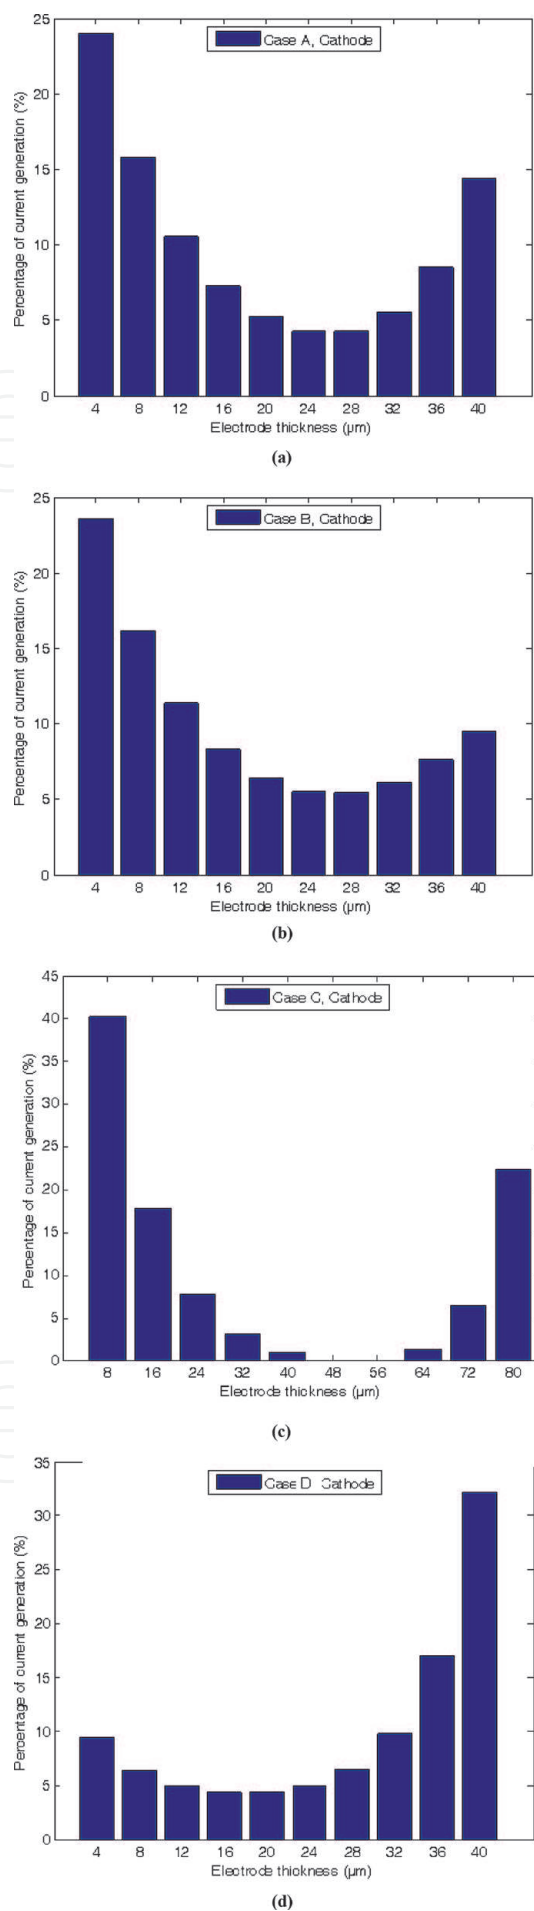 25
Case A, Cathode
20
15
10
5
0
Percentage of current generation (%)
4 8 12 16 20 24 28 32 36 40
Electrode thickness (µm)
(a)
25
Case B, Cathode
20
15
10
5
0
Percentage of current generation (%)
4 8 12 16 20 24 28 32 36 40
Electrode thickness (µm)
(b)
45
Case C, Cathode
40
35
30
25
20
15
10
5
0
Percentage of current generation (%)
8 16 24 32 40 48 56 64 72 80
Electrode thickness (µm)
(c)
35
Case D Cathode
30
25
20
15
10
5
0
Percentage of current generation (%)
4 8 12 16 20 24 28 32 36 40
Electrode thickness (µm)
(d)